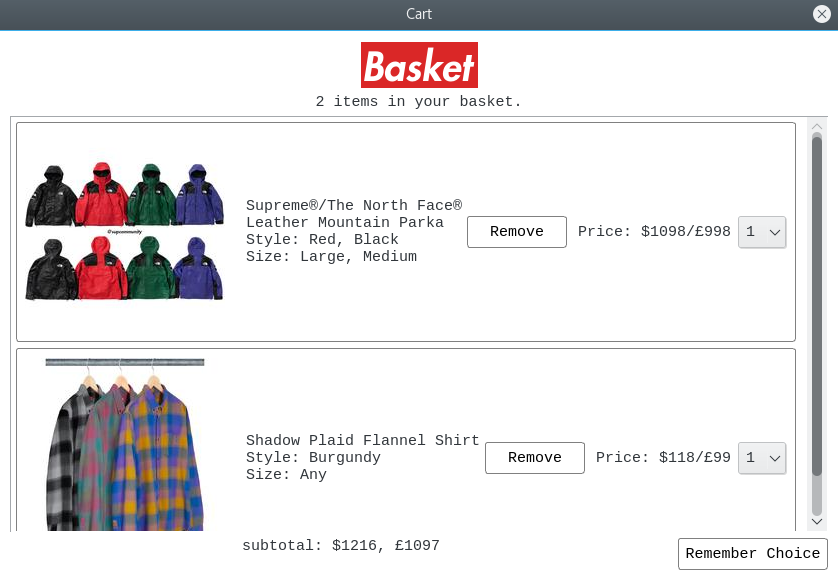 Cart
Basket
2 items in your basket.
@supcommunity
Supreme®/The North Face®
Leather Mountain Parka
Style: Red, Black
Size: Large, Medium
Remove
Price: $1098/£998
1
Shadow Plaid Flannel Shirt
Style: Burgundy
Size: Any
Remove
Price: $118/£99
1
subtotal: $1216, £1097
Remember Choice